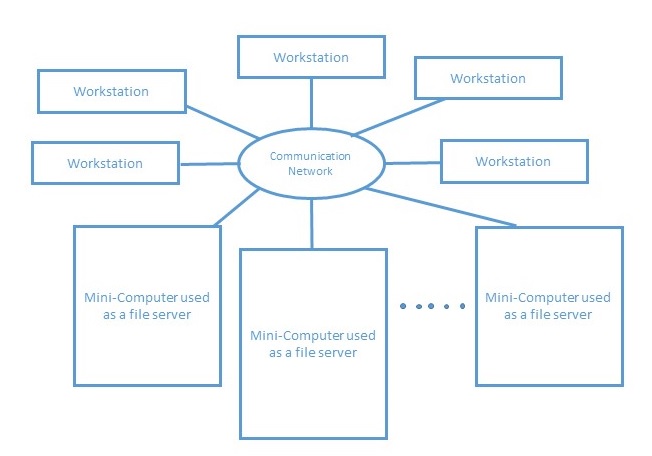 Workstation
Workstation
Workstation
Workstation
Communication
Network
Workstation
Mini-Computer used
as a file server
Mini-Computer used
as a file server
Mini-Computer used
as a file server